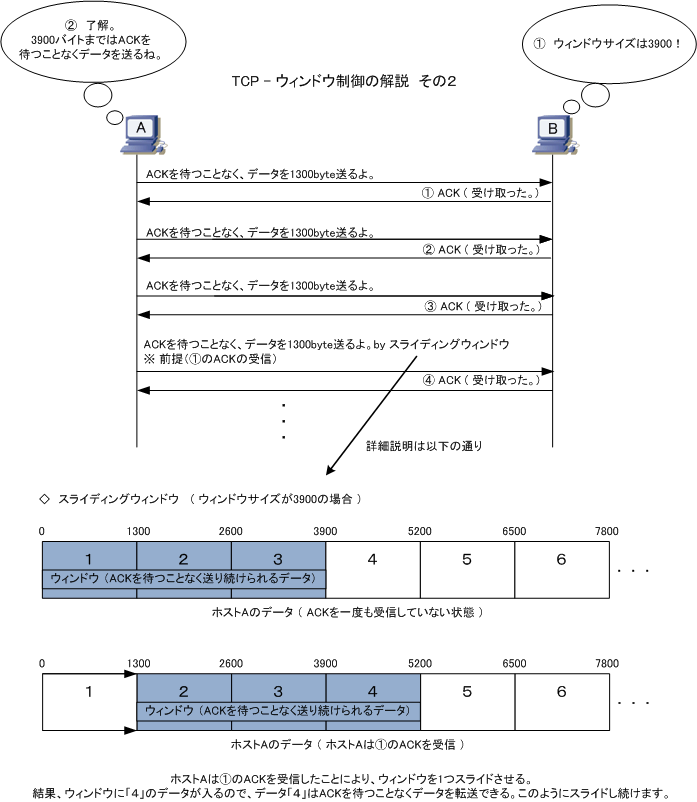 ② 了解。
3900バイトまではACKを
待つことなくデータを送るね。
① ウィンドウサイズは3900！
TCP - ウィンドウ制御の解説 その２
A
B
ACKを待つことなく、データを1300byte送るよ。
① ACK ( 受け取った。)
ACKを待つことなく、データを1300byte送るよ。
② ACK ( 受け取った。)
ACKを待つことなく、データを1300byte送るよ。
③ ACK ( 受け取った。)
ACKを待つことなく、データを1300byte送るよ。by スライディングウィンドウ
※ 前提（①のACKの受信）
④ ACK ( 受け取った。)
・
・
・
詳細説明は以下の通り
◇ スライディングウィンドウ （ ウィンドウサイズが3900の場合 ）
0 1300 2600 3900 5200 6500 7800
１ ２ ３ ４ ５ ６ ・・・
ウィンドウ （ACKを待つことなく送り続けられるデータ）
ホストAのデータ （ ACKを一度も受信していない状態 ）
0 1300 2600 3900 5200 6500 7800
１ ２ ３ ４ ５ ６ ・・・
ウィンドウ （ACKを待つことなく送り続けられるデータ）
ホストAのデータ （ ホストAは①のACKを受信 ）
ホストAは①のACKを受信したことにより、ウィンドウを1つスライドさせる。
結果、ウィンドウに「４」のデータが入るので、データ「４」はACKを待つことなくデータを転送できる。このようにスライドし続けます。